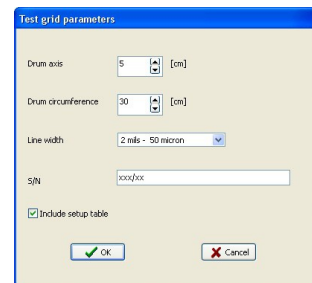 Test grid parameters
Drum axis 5 [cm]
Drum circumference 30 [cm]
Line width 2 mils - 50 micron
S/N xxx/xx
Include setup table
OK Cancel